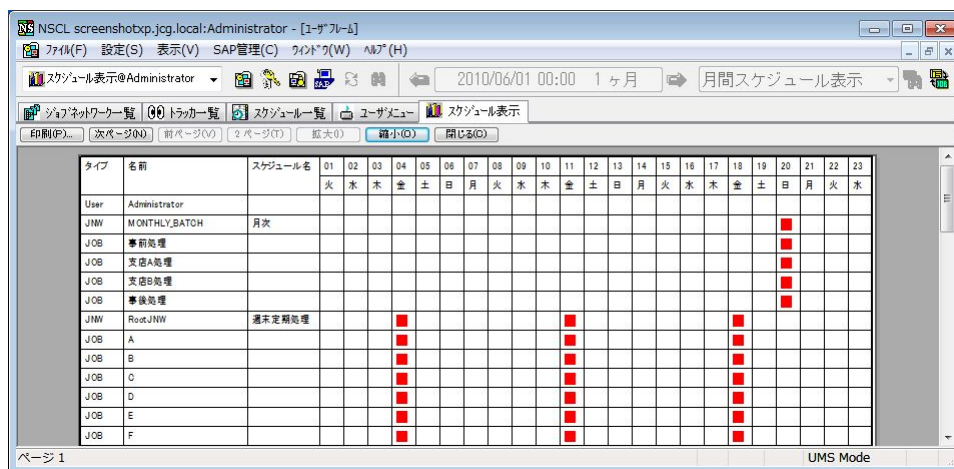 NSCL screenshotxp.jcg.local:Administrator - [ﾕｰｻﾞﾌﾚｰﾑ]
ﾌｧｲﾙ(F) 設定(S) 表示(V) SAP管理(C) ｳｨﾝﾄﾞｳ(W) ﾍﾙﾌﾟ(H)
ｽｹｼﾞｭｰﾙ表示@Administrator 2010/06/01 00:00 1 ヶ月 月間スケジュール表示
ｼﾞｮﾌﾞﾈｯﾄﾜｰｸ一覧 ﾄﾗｯｶ一覧 ｽｹｼﾞｭｰﾙ一覧 ﾕｰｻﾞﾒﾆｭｰ ｽｹｼﾞｭｰﾙ表示
印刷(P)... 次ページ(N) 前ページ(V) 2 ページ(T) 拡大(I) 縮小(O) 閉じる(C)
タイプ 名前 スケジュール名 01 02 03 04 05 06 07 08 09 10 11 12 13 14 15 16 17 18 19 20 21 22 23
火 水 木 金 土 日 月 火 水 木 金 土 日 月 火 水 木 金 土 日 月 火 水
User Administrator
JNW MONTHLY_BATCH 月次
JOB 事前処理
JOB 支店A処理
JOB 支店B処理
JOB 事後処理
JNW RootJNW 週末定期処理
JOB A
JOB B
JOB C
JOB D
JOB E
JOB F
ページ 1 UMS Mode